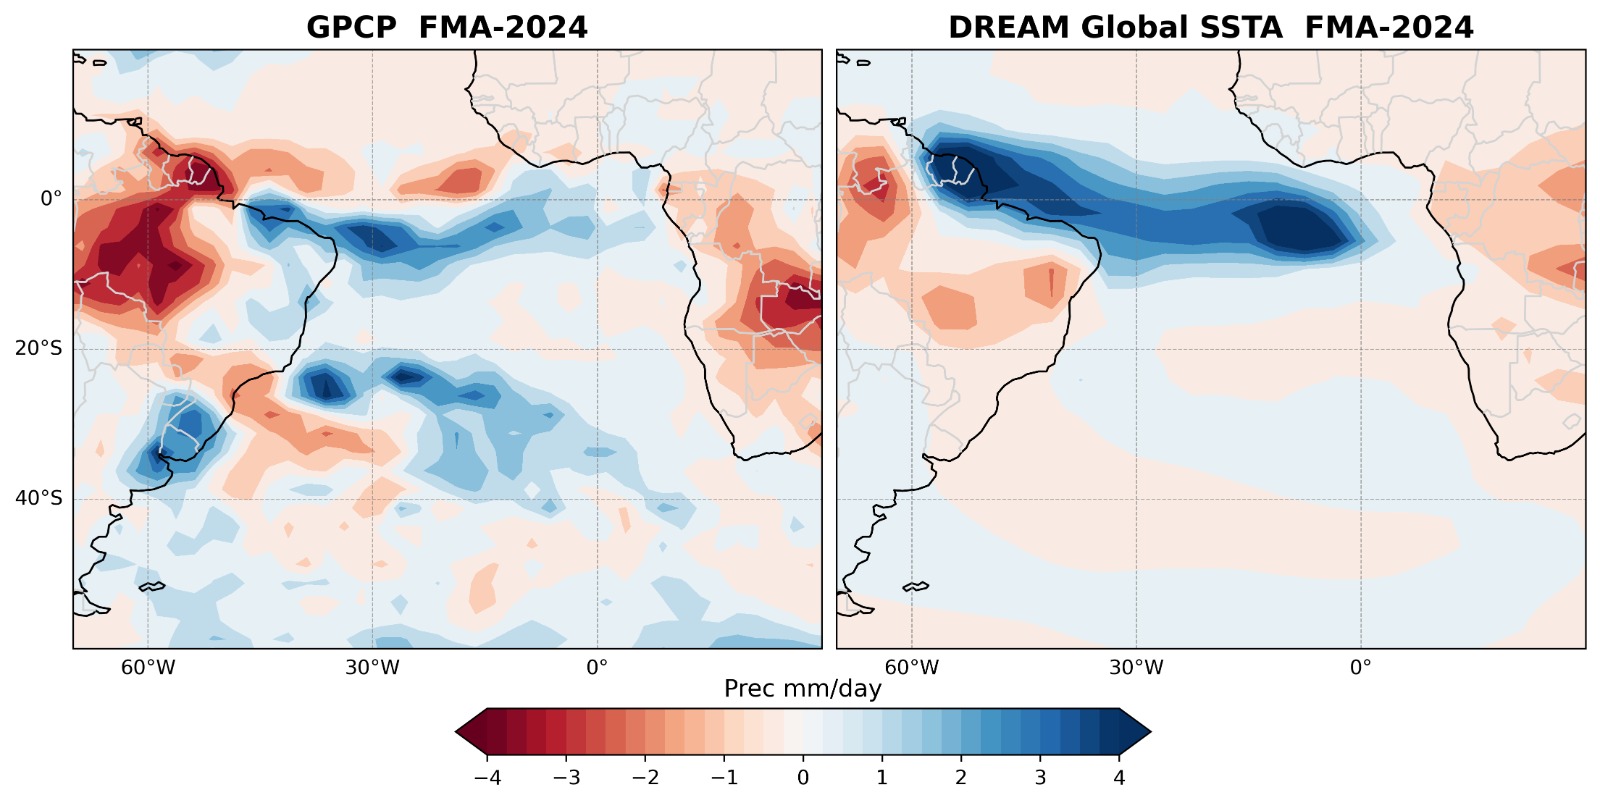 GPCP  FMA-2024
DREAM Global SSTA  FMA-2024
0°
20°S
40°S
60°W 30°W 0° 60°W 30°W 0°
Prec mm/day
−4 −3 −2 −1 0 1 2 3 4